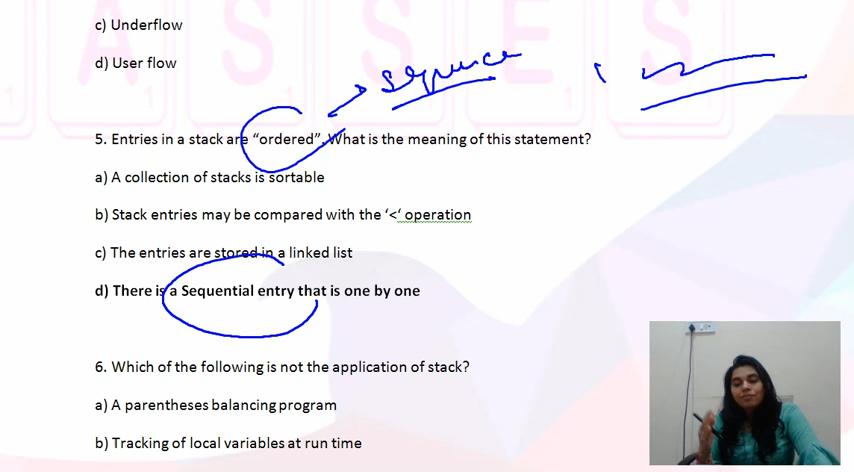 ASSES
c) Underflow
d) User flow
Sequence
5. Entries in a stack are “ordered”. What is the meaning of this statement?
a) A collection of stacks is sortable
b) Stack entries may be compared with the ‘<‘ operation
c) The entries are stored in a linked list
d) There is a Sequential entry that is one by one
6. Which of the following is not the application of stack?
a) A parentheses balancing program
b) Tracking of local variables at run time